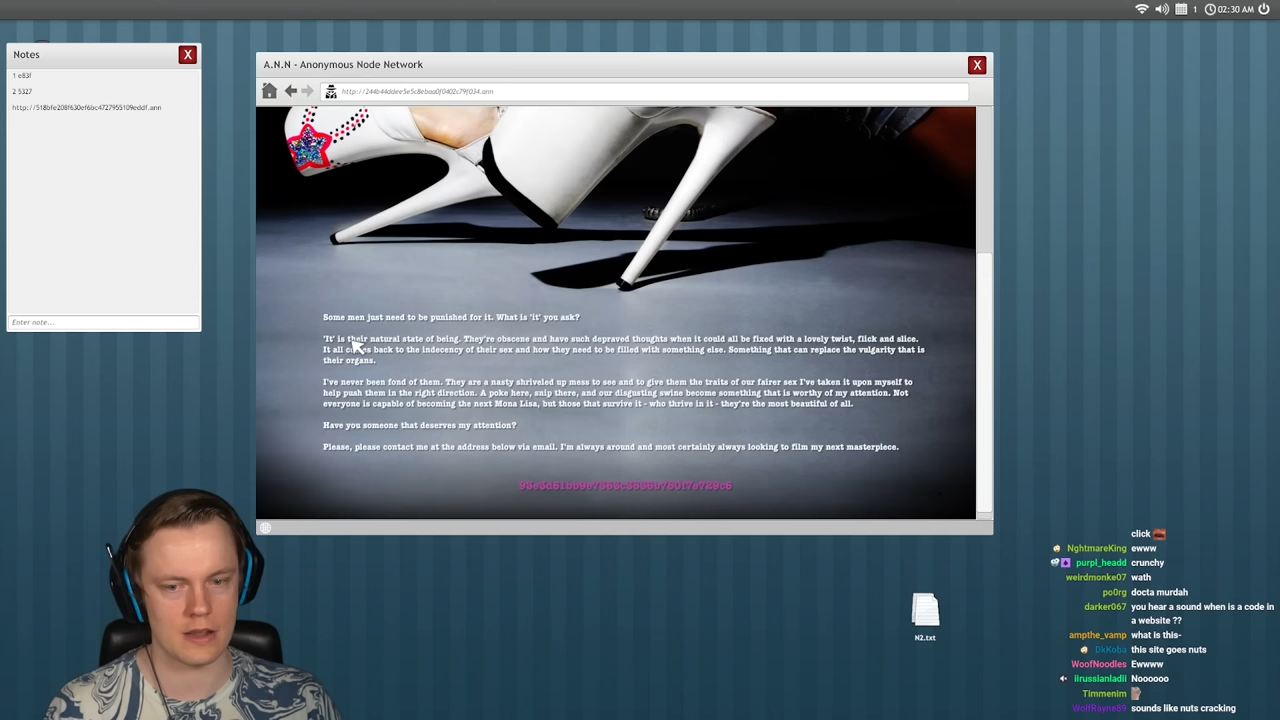 1
02:30 AM
Notes
X
1 e83f
2 5327
http://518bfe208f630ef6bc4727955109eddf.ann
Enter note...
A.N.N - Anonymous Node Network
X
http://244b44ddee5e5c8ebaa0f0402c79f034.ann
Some men just need to be punished for it. What is 'it' you ask?
'It' is their natural state of being. They're obscene and have such depraved thoughts when it could all be fixed with a lovely twist, flick and slice.
It all back to the indecency of their sex and how they need to be filled with something else. Something that can replace the vulgarity that is
their organs.
I've never been fond of them. They are a nasty shriveled up mess to see and to give them the traits of our fairer sex I've taken it upon myself to
help push them in the right direction. A poke here, snip there, and our disgusting swine become something that is worthy of my attention. Not
everyone is capable of becoming the next Mona Lisa, but those that survive it - who thrive in it - they're the most beautiful of all.
Have you someone that deserves my attention?
Please, please contact me at the address below via email. I'm always around and most certainly always looking to film my next masterpiece.
N2.txt
click
NghtmareKing ewww
purpl_headd crunchy
weirdmonke07 wath
po0rg docta murdah
darker067 you hear a sound when is a code in
a website ??
ampthe_vamp what is this-
DkKoba this site goes nuts
WoofNoodles Ewwww
iirussianladii Noooooo
Timmenim
WolfRayne89 sounds like nuts cracking